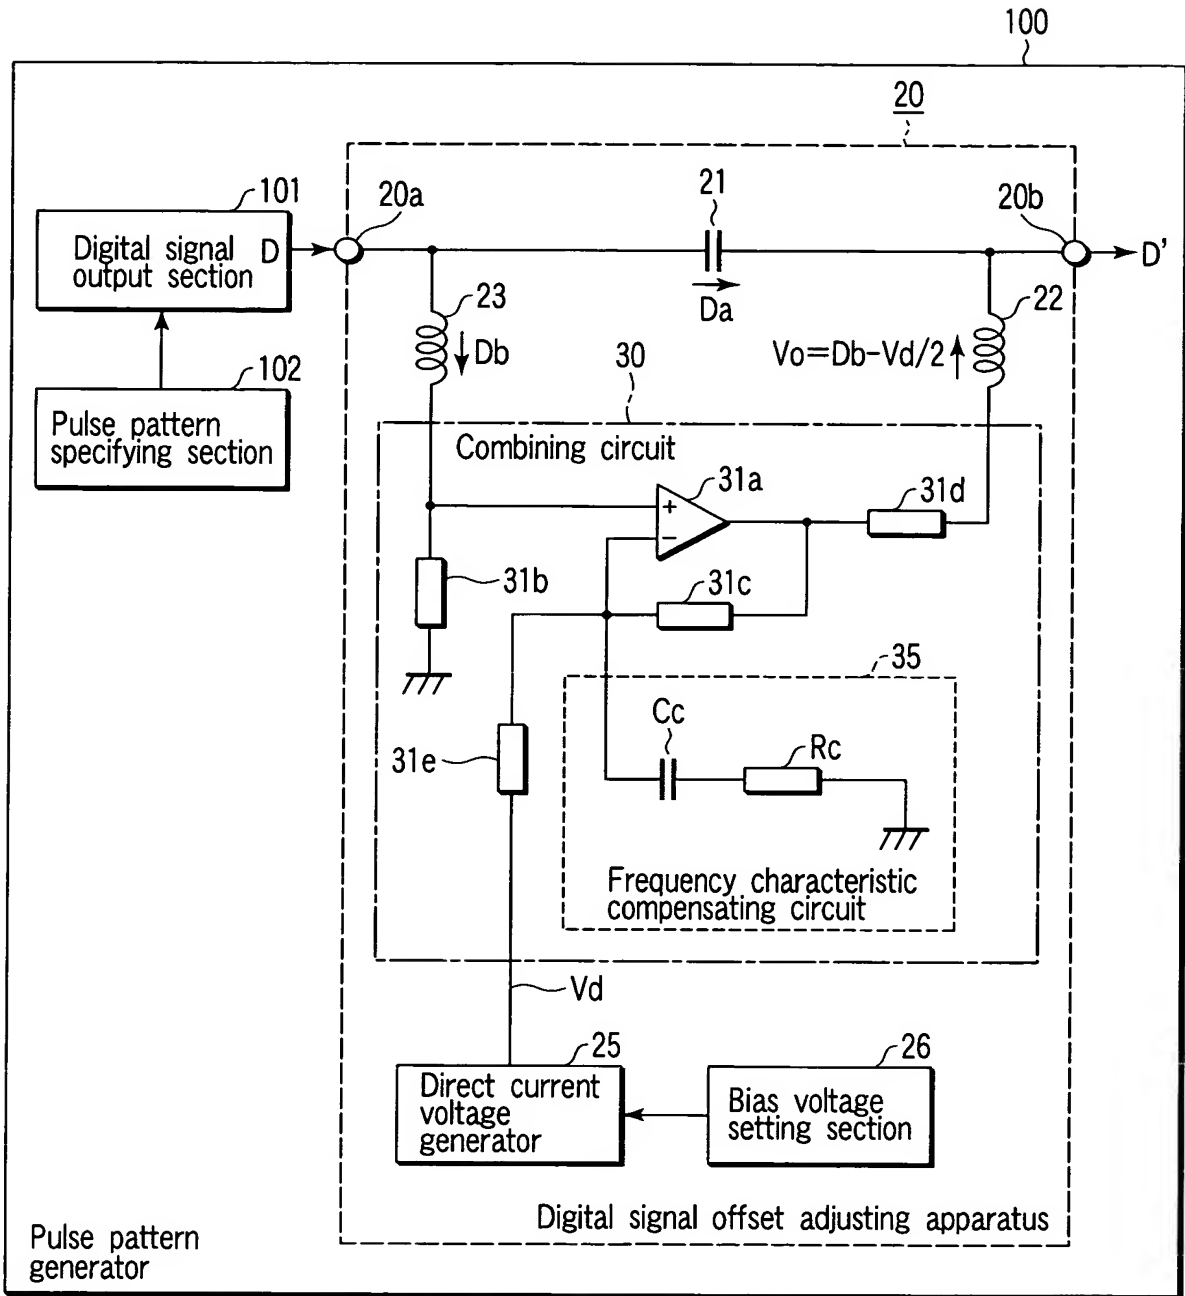 100
20
101
20a
21
20b
Digital signal D
output section
D'
Da
23
22
Db
Vo=Db-Vd/2
102
30
Pulse pattern
specifying section
Combining circuit
31a
31d
+
−
31b
31c
35
Cc
31e
Rc
Frequency characteristic
compensating circuit
Vd
25
26
Direct current
voltage
generator
Bias voltage
setting section
Digital signal offset adjusting apparatus
Pulse pattern
generator